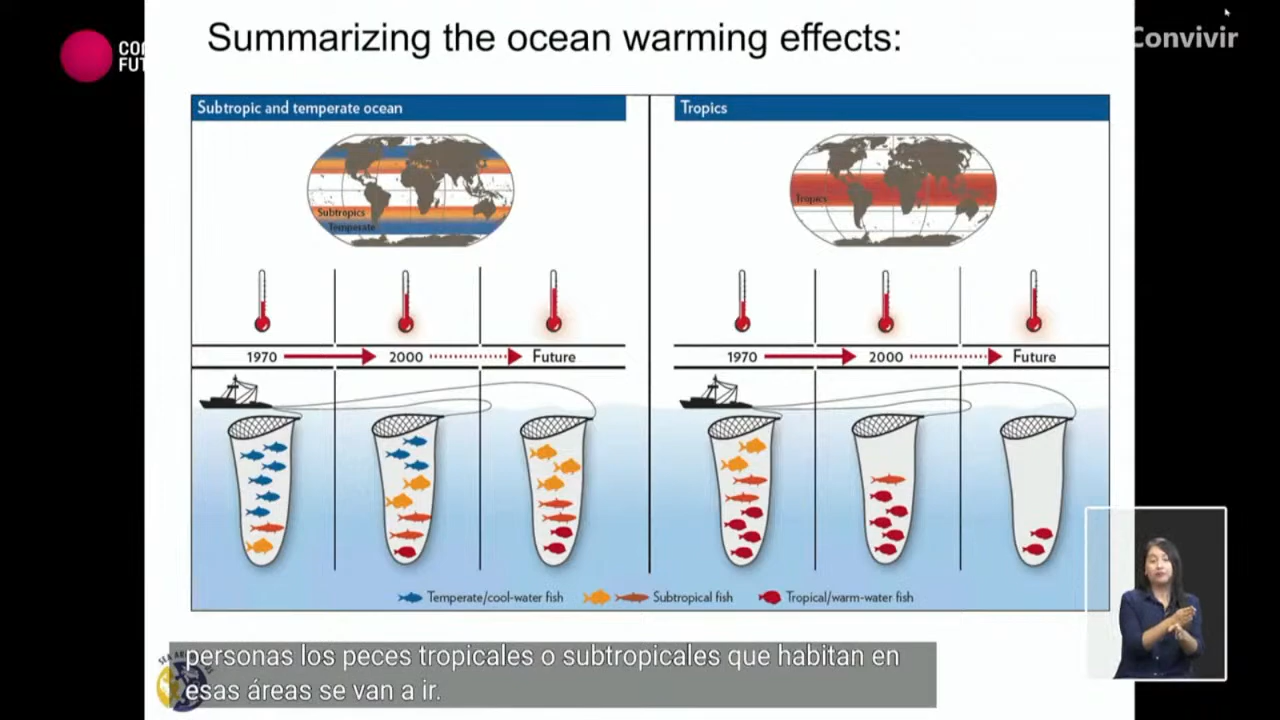 Summarizing the ocean warming effects:
CO
FUT
Convivir
Subtropic and temperate ocean
Tropics
Subtropics
Temperate
Tropics
1970 2000 Future
1970 2000 Future
Temperate/cool-water fish
Subtropical fish
Tropical/warm-water fish
personas los peces tropicales o subtropicales que habitan en
esas áreas se van a ir.